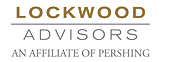 LOCKWOOD
ADVISORS
AN AFFILIATE OF PERSHING